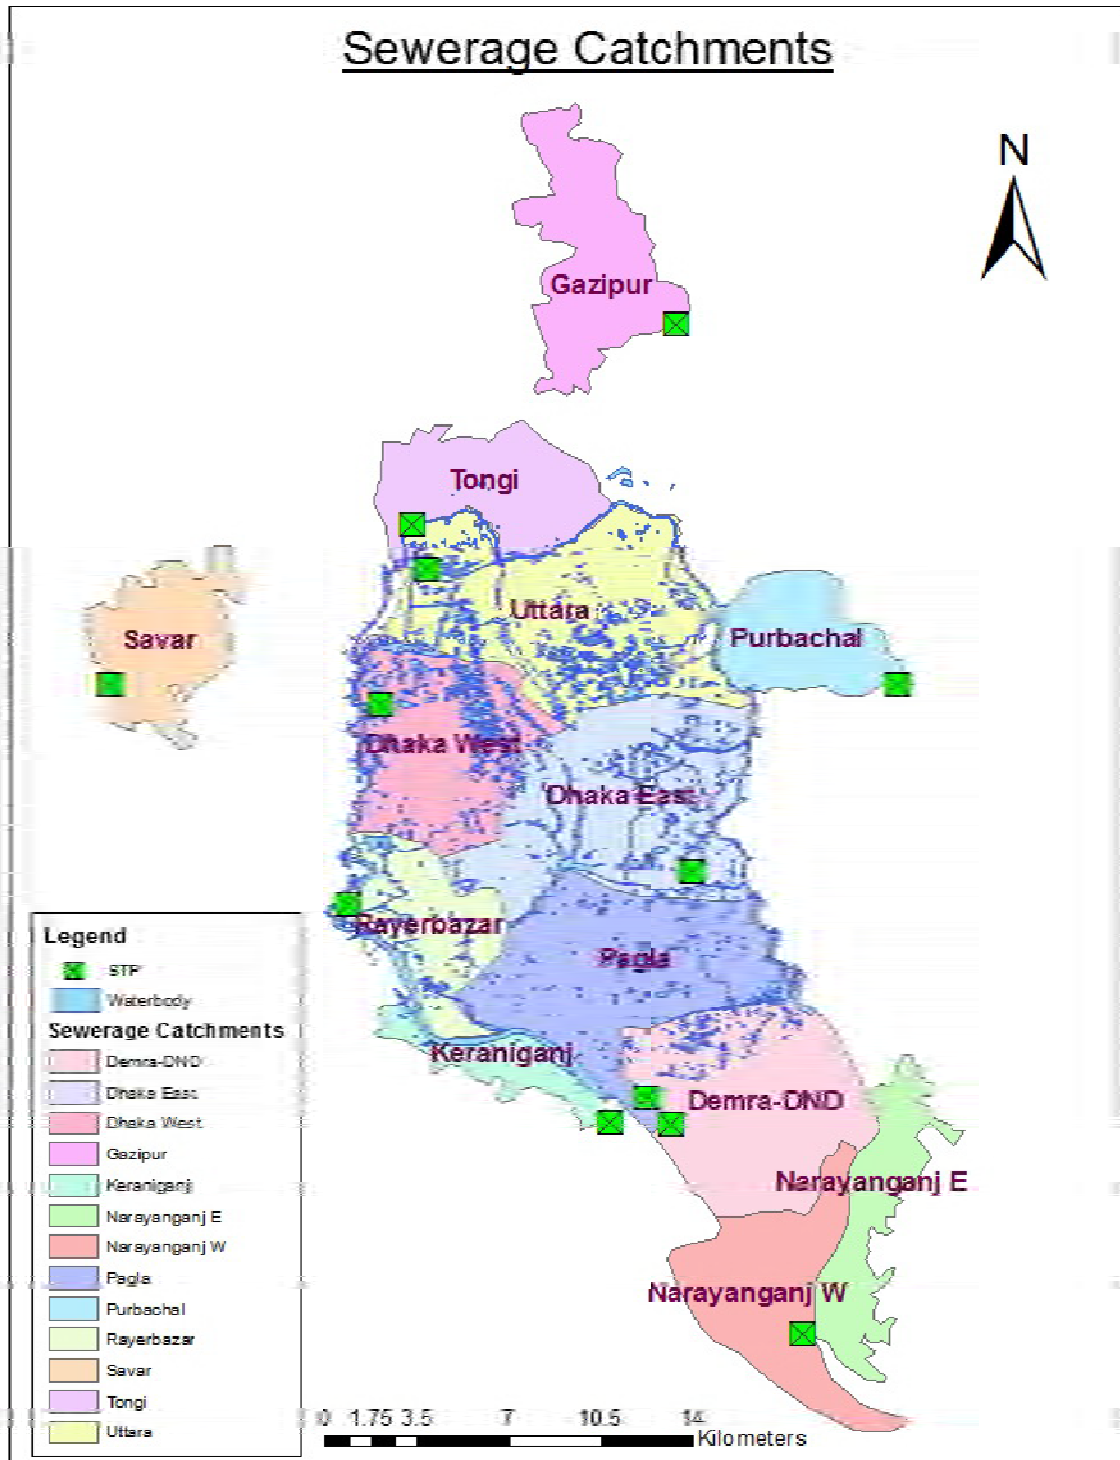 Sewerage Catchments
N
Gazipur
Tongi
Uttara
Savar
Purbachal
Dhaka West
Dhaka East
Rayerbazar
Pagla
Keraniganj
Demra-DND
Narayanganj E
Narayanganj W
Legend
STP
Waterbody
Sewerage Catchments
Demra-DND
Dhaka East
Dhaka West
Gazipur
Keraniganj
Narayanganj E
Narayanganj W
Pagla
Purbachal
Rayerbazar
Savar
Tongi
Uttara
0 1.75 3.5 7 10.5 14
Kilometers